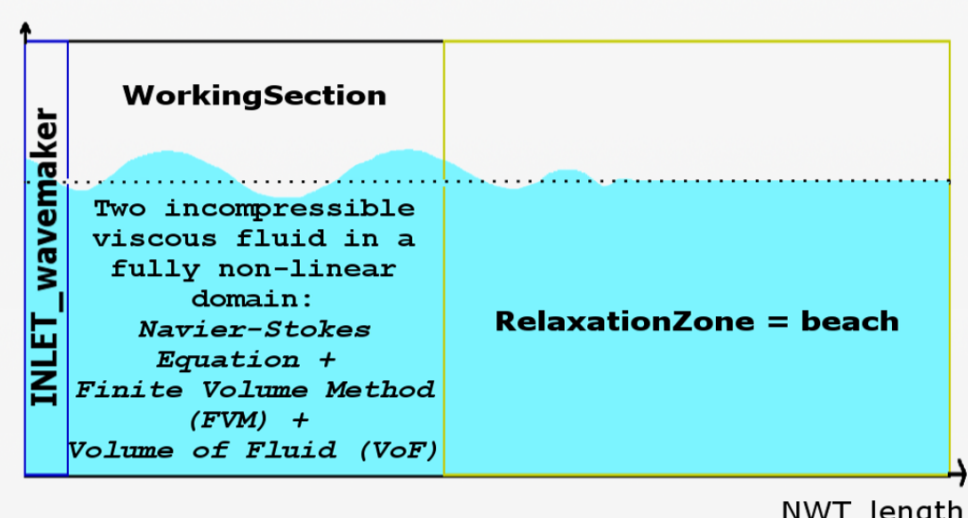 WorkingSection
INLET_wavemaker
Two incompressible
viscous fluid in a
fully non-linear
domain:
Navier-Stokes
Equation +
Finite Volume Method
(FVM) +
Volume of Fluid (VoF)
RelaxationZone = beach
NWT length